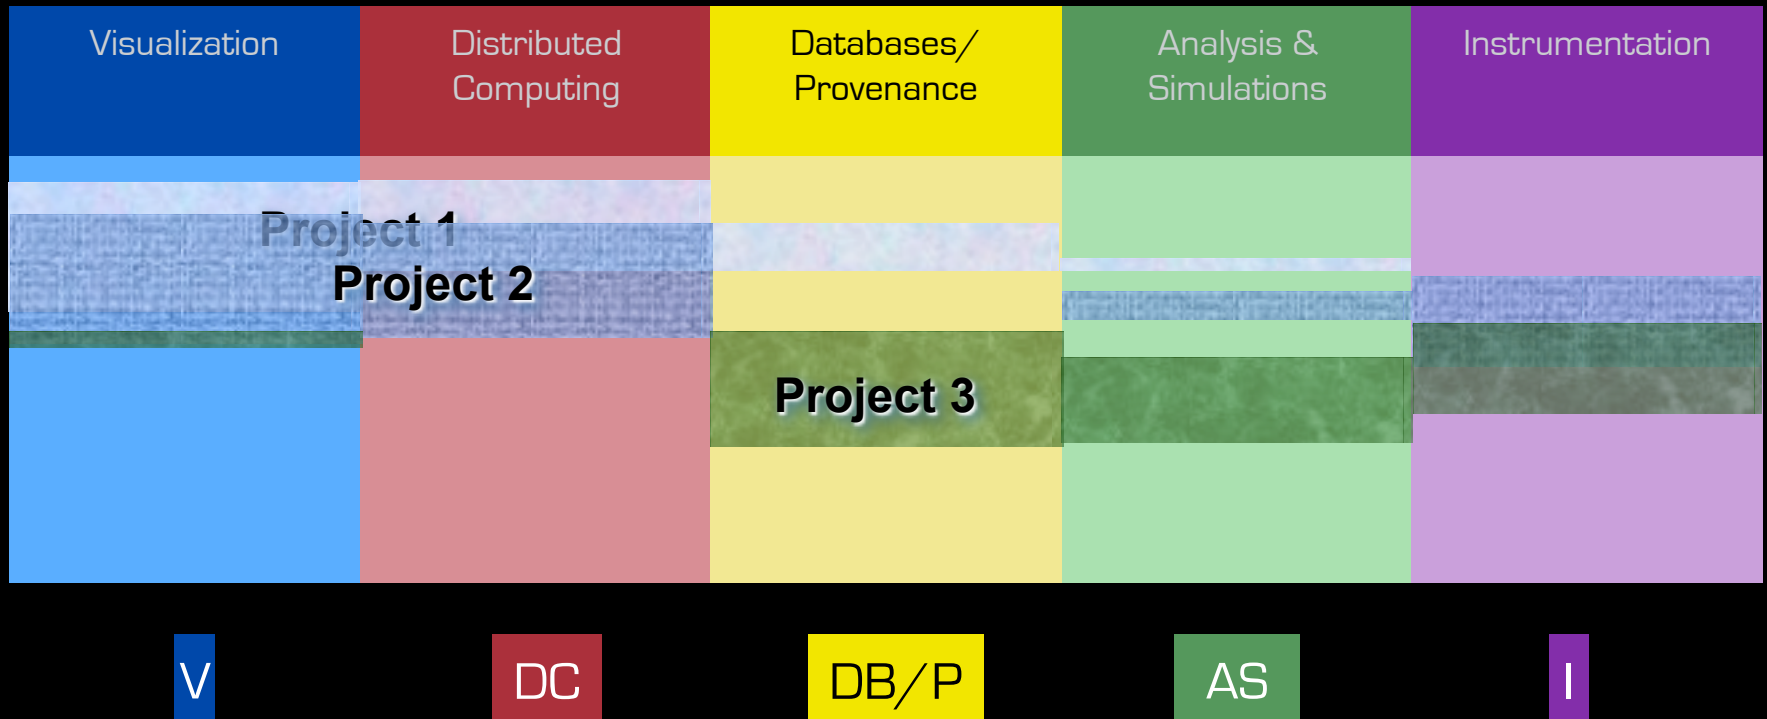 Visualization
Distributed
Computing
Databases/
Provenance
Analysis &
Simulations
Instrumentation
Project 1
Project 2
Project 3
V
DC
DB/P
AS
I